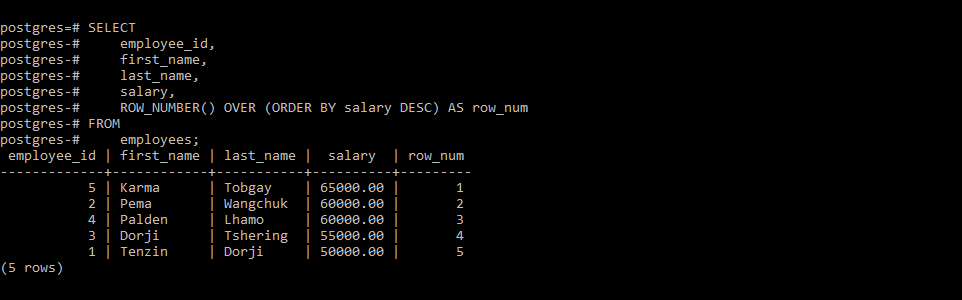 postgres=# SELECT
postgres-#     employee_id,
postgres-#     first_name,
postgres-#     last_name,
postgres-#     salary,
postgres-#     ROW_NUMBER() OVER (ORDER BY salary DESC) AS row_num
postgres-# FROM
postgres-#     employees;
 employee_id | first_name | last_name |  salary  | row_num
-------------+------------+-----------+----------+---------
           5 | Karma      | Tobgay    | 65000.00 |       1
           2 | Pema       | Wangchuk  | 60000.00 |       2
           4 | Palden     | Lhamo     | 60000.00 |       3
           3 | Dorji      | Tshering  | 55000.00 |       4
           1 | Tenzin     | Dorji     | 50000.00 |       5
(5 rows)